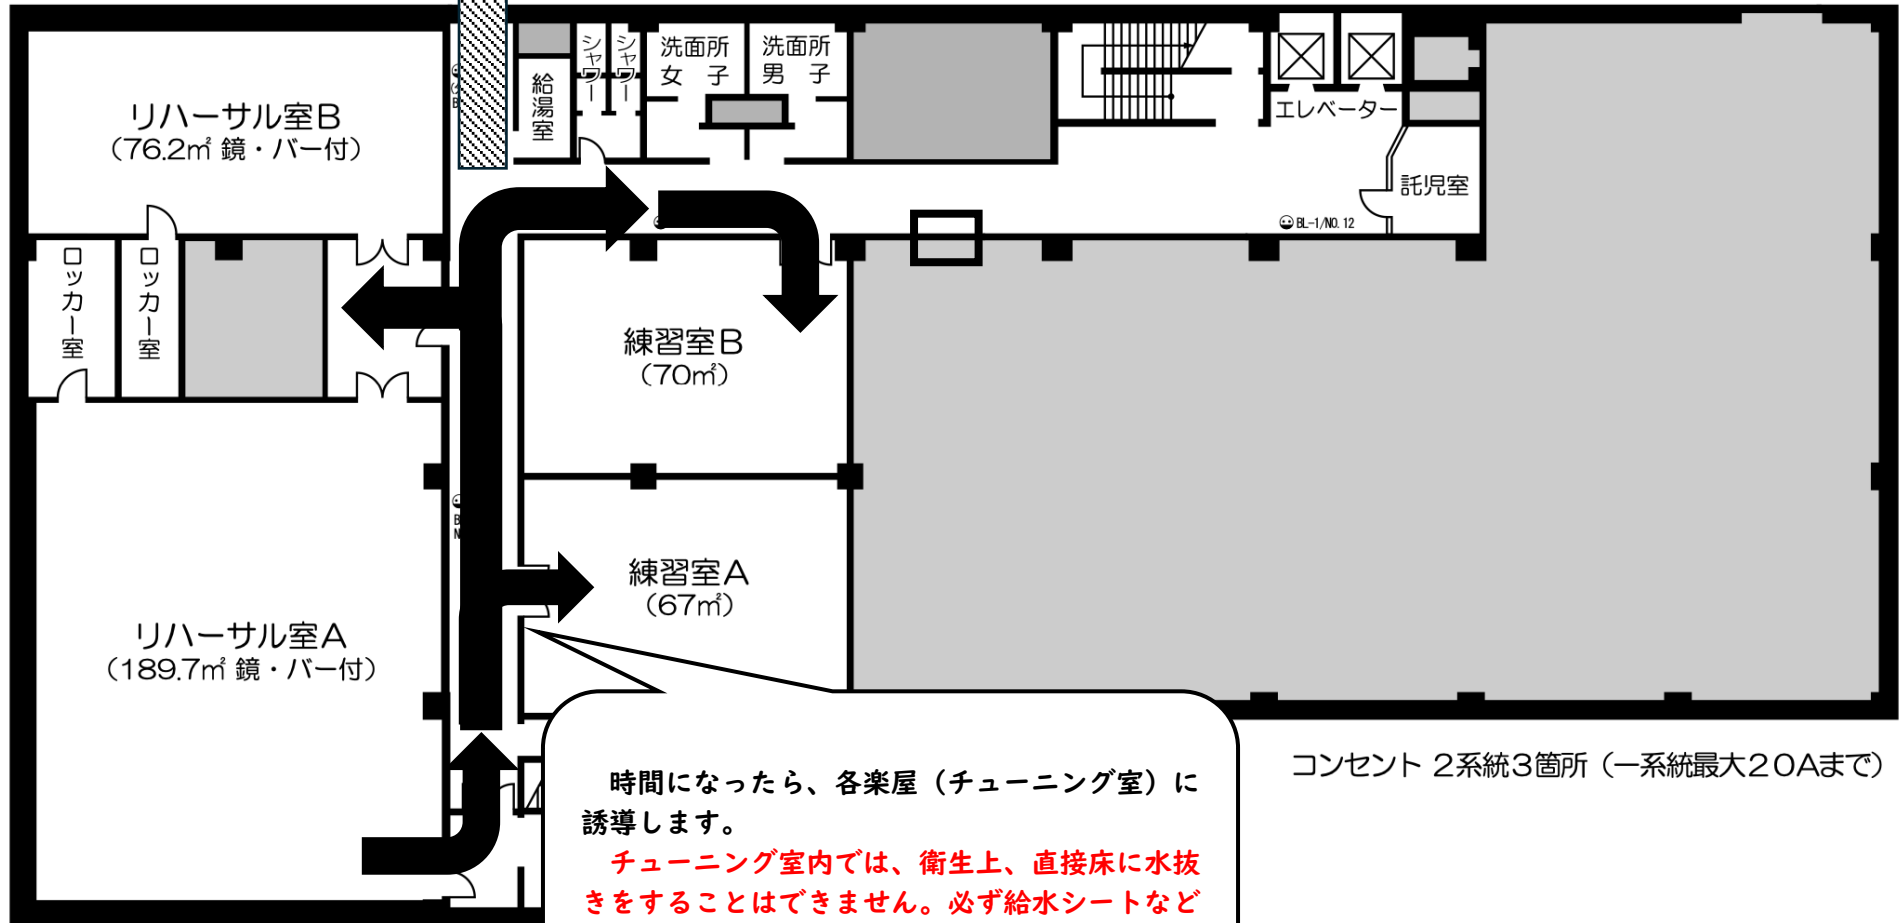 シャワー
シャワー
洗面所
女 子
洗面所
男 子
給湯室
リハーサル室B
(76.2㎡ 鏡・バー付)
エレベーター
託児室
BL-1/NO. 12
ロッカー室
ロッカー室
練習室B
(70㎡)
練習室A
(67㎡)
リハーサル室A
(189.7㎡ 鏡・バー付)
コンセント 2系統3箇所(一系統最大20Aまで)
時間になったら、各楽屋(チューニング室)に
誘導します。
チューニング室内では、衛生上、直接床に水抜
きをすることはできません。必ず給水シートなど